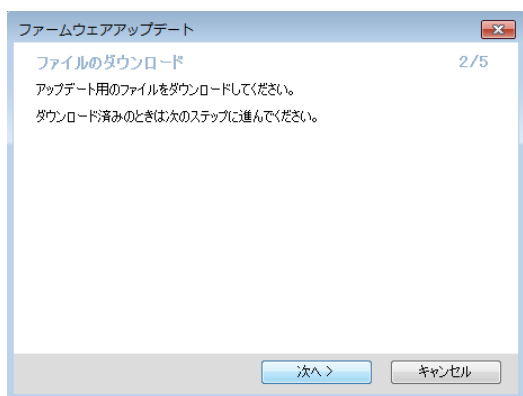 ファームウェアアップデート
ファイルのダウンロード 2/5
アップデート用のファイルをダウンロードしてください。
ダウンロード済みのときは次のステップに進んでください。
次へ > キャンセル